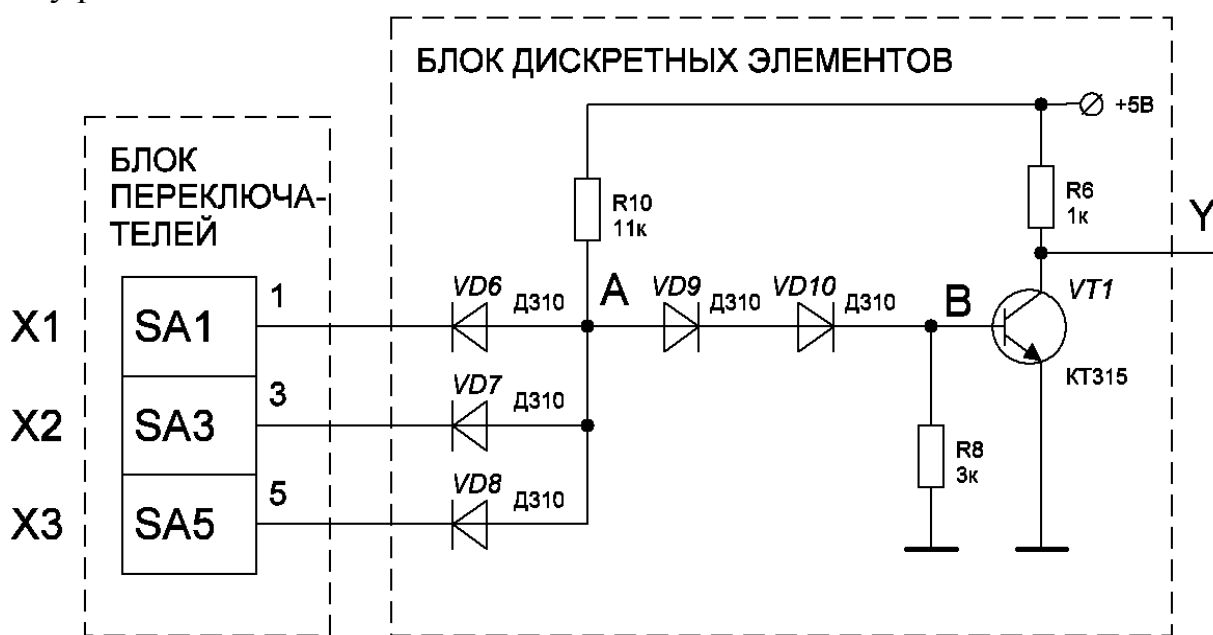 БЛОК ДИСКРЕТНЫХ ЭЛЕМЕНТОВ
+5В
БЛОК
ПЕРЕКЛЮЧА-
ТЕЛЕЙ
R10
11к
R6
1к
Y
X1
SA1
1
VD6
Д310
A
VD9
Д310
VD10
Д310
B
VT1
КТ315
X2
SA3
3
VD7
Д310
X3
SA5
5
VD8
Д310
R8
3к